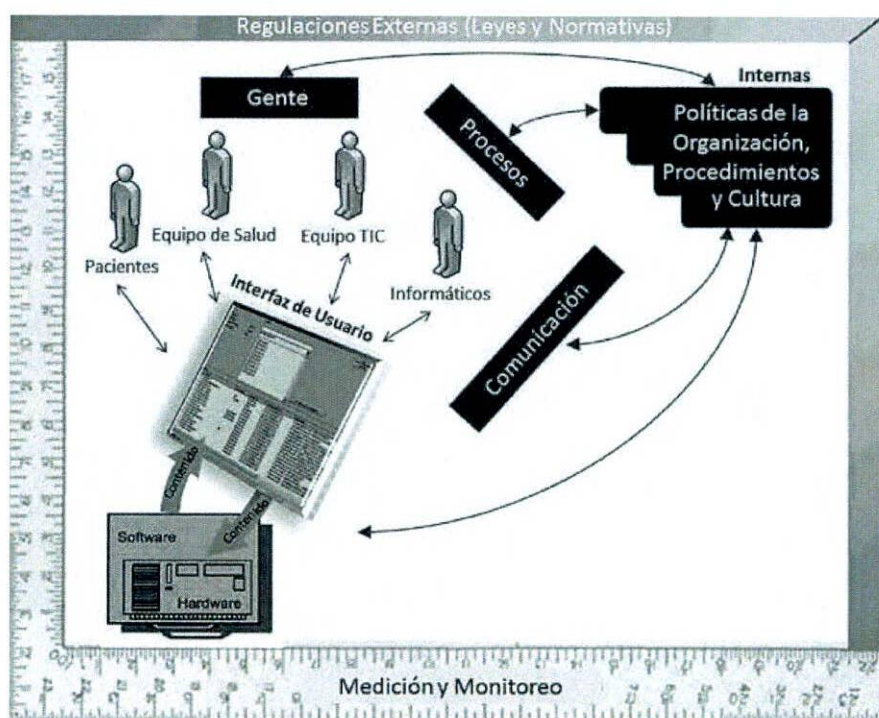 Regulaciones Externas (Leyes y Normativas)
Internas
Gente
Políticas de la
Organización,
Procedimientos
y Cultura
Procesos
Equipo de Salud
Equipo TIC
Pacientes
Informáticos
Interfaz de Usuario
Comunicación
Contenido
Contenido
Software
Hardware
Medición y Monitoreo